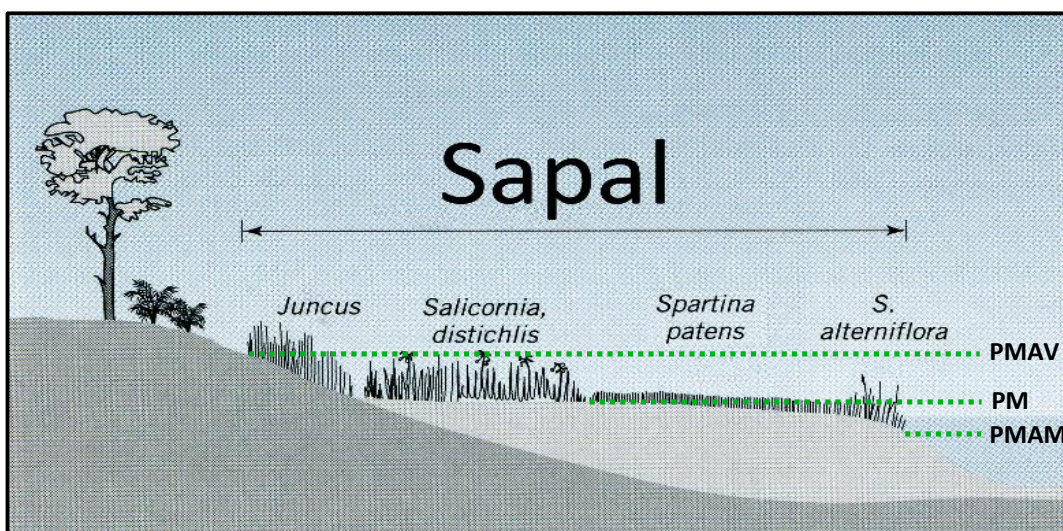 Sapal
Juncus
Salicornia,
distichlis
Spartina
patens
S.
alterniflora
PMAV
PM
PMAM